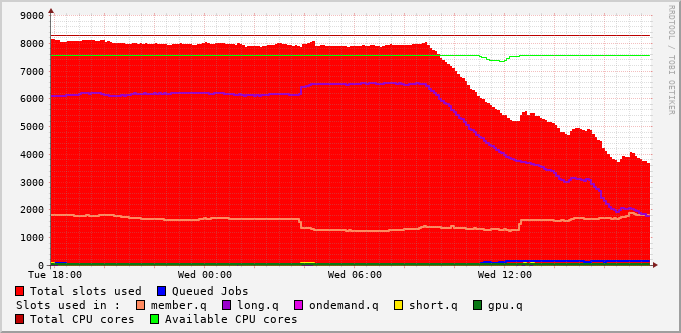 9000
8000
7000
6000
5000
4000
3000
2000
1000
0
Tue 18:00 Wed 00:00 Wed 06:00 Wed 12:00
RRDTOOL / TOBI OETIKER
Total slots used Queued Jobs
Slots used in : member.q long.q ondemand.q short.q gpu.q
Total CPU cores Available CPU cores